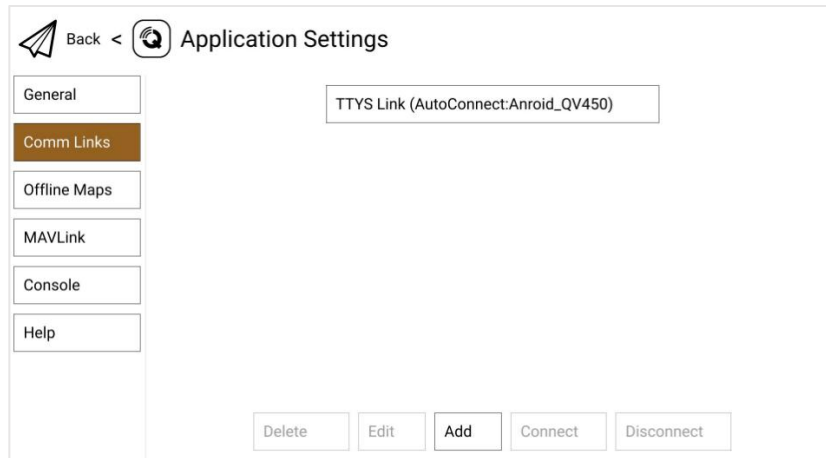 Back < Application Settings
General
TTYS Link (AutoConnect:Anroid_QV450)
Comm Links
Offline Maps
MAVLink
Console
Help
Delete Edit Add Connect Disconnect